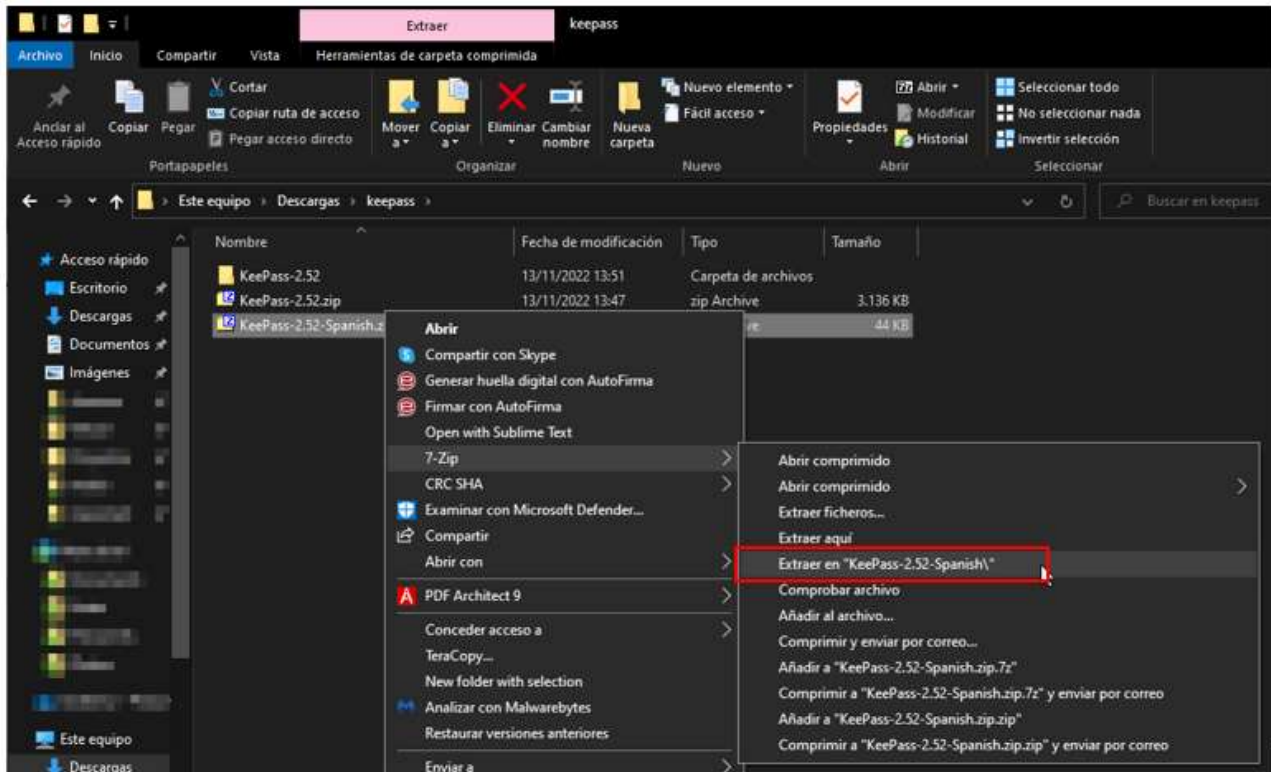 Extraer
keepass
Archivo
Inicio
Compartir
Vista
Herramientas de carpeta comprimida
Anclar al
Acceso rápido
Copiar
Pegar
Cortar
Copiar ruta de acceso
Pegar acceso directo
Portapapeles
Mover
a
Copiar
a
Eliminar
Cambiar
nombre
Organizar
Nueva
carpeta
Nuevo elemento
Fácil acceso
Nuevo
Propiedades
Abrir
Modificar
Historial
Abrir
Seleccionar todo
No seleccionar nada
Invertir selección
Seleccionar
Este equipo
Descargas
keepass
Buscar en keepass
Nombre
Fecha de modificación
Tipo
Tamaño
KeePass-2.52
13/11/2022 13:51
Carpeta de archivos
KeePass-2.52.zip
13/11/2022 13:47
zip Archive
3.136 KB
KeePass-2.52-Spanish.z
44 KB
Acceso rápido
Escritorio
Descargas
Documentos
Imágenes
Este equipo
Descargas
Abrir
Compartir con Skype
Generar huella digital con AutoFirma
Firmar con AutoFirma
Open with Sublime Text
7-Zip
CRC SHA
Examinar con Microsoft Defender...
Compartir
Abrir con
PDF Architect 9
Conceder acceso a
TeraCopy...
New folder with selection
Analizar con Malwarebytes
Restaurar versiones anteriores
Enviar a
Abrir comprimido
Abrir comprimido
Extraer ficheros...
Extraer aquí
Extraer en "KeePass-2.52-Spanish\"
Comprobar archivo
Añadir al archivo...
Comprimir y enviar por correo...
Añadir a "KeePass-2.52-Spanish.zip.7z"
Comprimir a "KeePass-2.52-Spanish.zip.7z" y enviar por correo
Añadir a "KeePass-2.52-Spanish.zip.zip"
Comprimir a "KeePass-2.52-Spanish.zip.zip" y enviar por correo